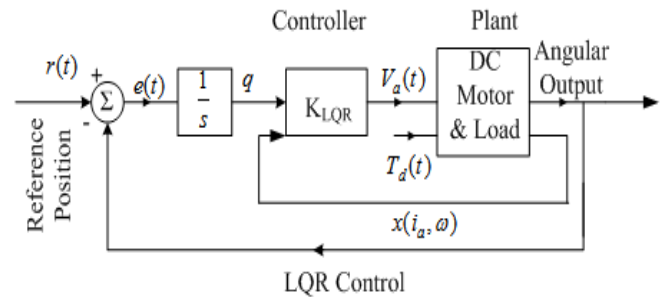 Controller
Plant
r(t)
+
-
Σ
e(t)
1
s
q
K_LQR
V_a(t)
T_d(t)
DC
Motor
& Load
Angular
Output
Reference
Position
x(i_a, ω)
LQR Control